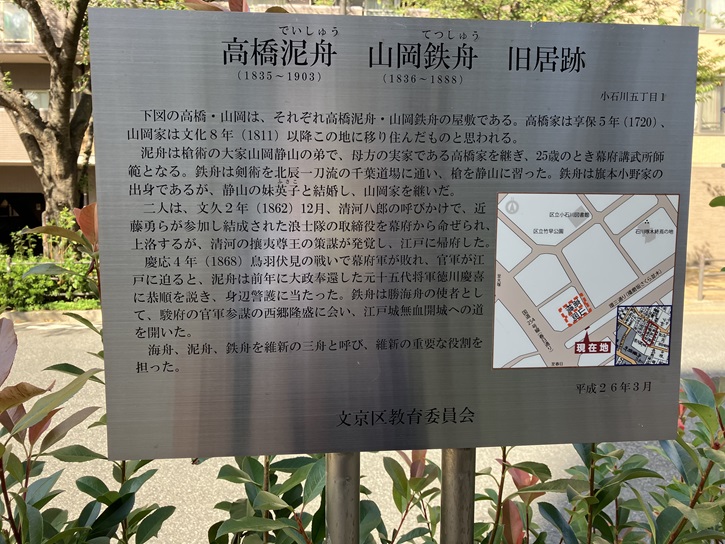 でいしゅう てっしゅう
高橋泥舟 山岡鉄舟 旧居跡
(1835~1903) (1836~1888)
小石川五丁目1
下図の高橋・山岡は、それぞれ高橋泥舟・山岡鉄舟の屋敷である。高橋家は享保5年(1720)、
山岡家は文化8年(1811)以降この地に移り住んだものと思われる。
泥舟は槍術の大家山岡静山の弟で、母方の実家である高橋家を継ぎ、25歳のとき幕府講武所師
範となる。鉄舟は剣術を北辰一刀流の千葉道場に通い、槍を静山に習った。鉄舟は旗本小野家の
出身であるが、静山の妹英子と結婚し、山岡家を継いだ。
二人は、文久2年(1862)12月、清河八郎の呼びかけで、近
藤勇らが参加し結成された浪士隊の取締役を幕府から命ぜられ、
上洛するが、清河の攘夷尊王の策謀が発覚し、江戸に帰府した。
慶応4年(1868)鳥羽伏見の戦いで幕府軍が敗れ、官軍が江
戸に迫ると、泥舟は前年に大政奉還した元十五代将軍徳川慶喜
に恭順を説き、身辺警護に当たった。鉄舟は勝海舟の使者とし
て、駿府の官軍参謀の西郷隆盛に会い、江戸城無血開城への道
を開いた。
海舟、泥舟、鉄舟を維新の三舟と呼び、維新の重要な役割を
担った。
区立小石川図書館
区立竹早公園
石川啄木終焉の地
現在地
平成26年3月
文京区教育委員会